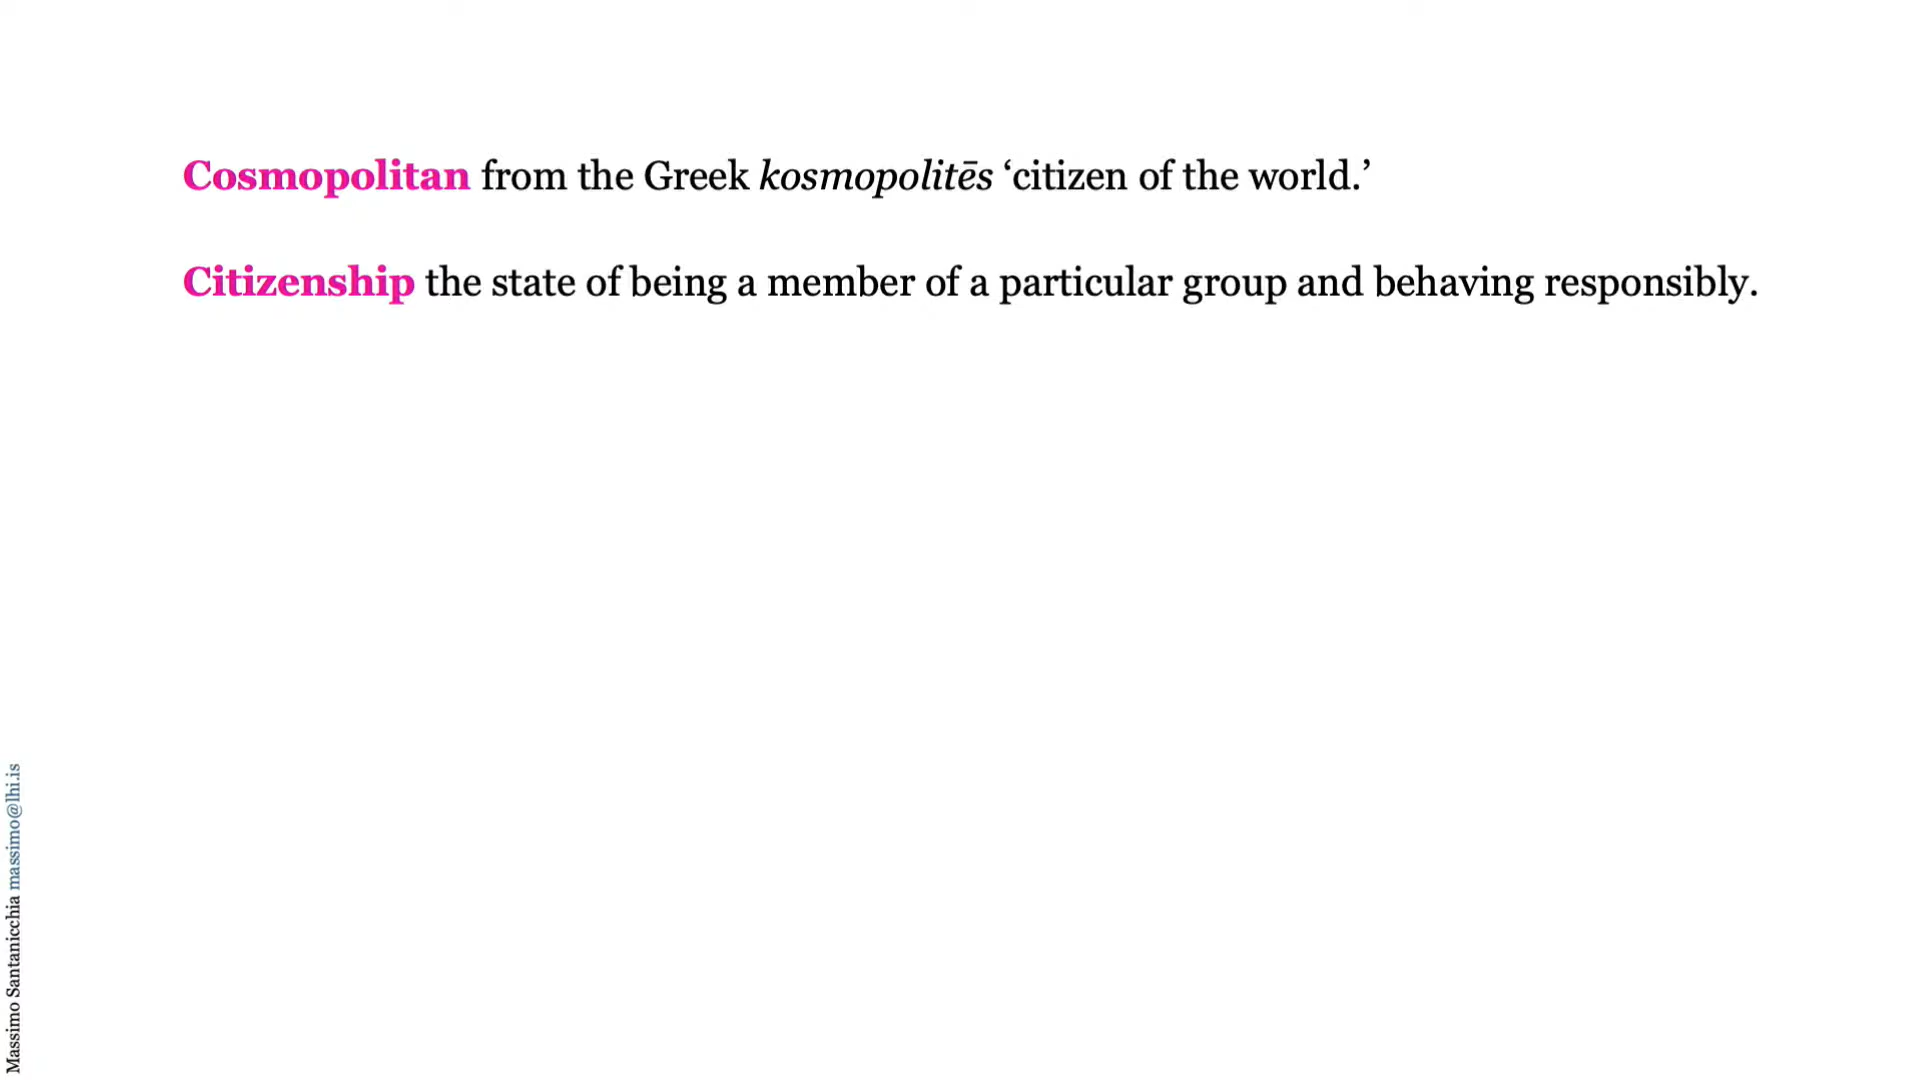 Cosmopolitan from the Greek kosmopolitēs ‘citizen of the world.’
Citizenship the state of being a member of a particular group and behaving responsibly.
Massimo Santanicchia massimo@lhi.is